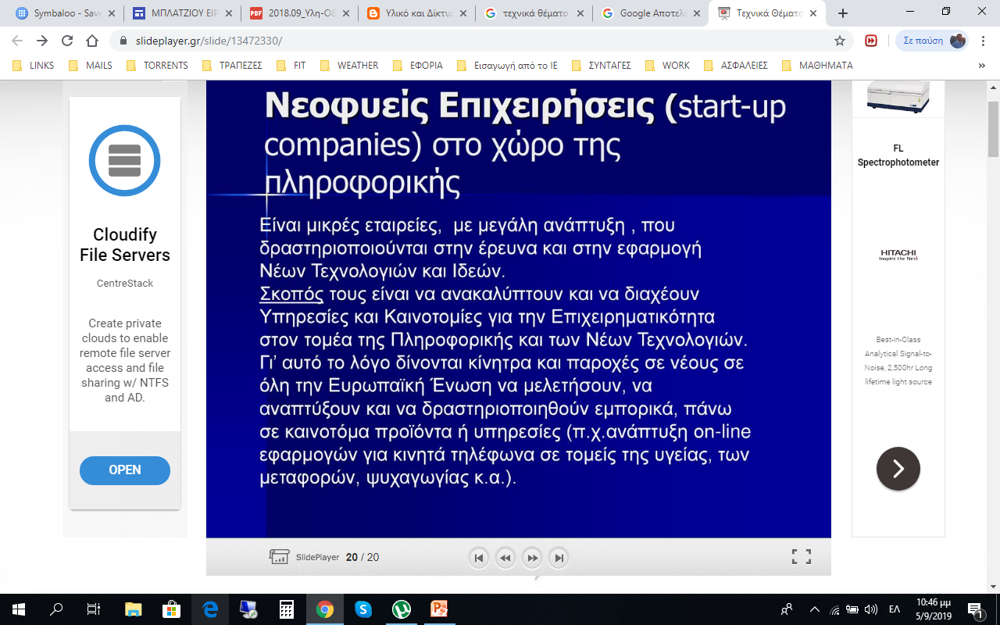 Symbaloo - Save
ΜΠΛΑΤΖΙΟΥ ΕΙΡ
2018.09_Υλη-Οδ
Υλικό και Δίκτυα
τεχνικά θέματα
Google Αποτελέ
Τεχνικά Θέματα
slideplayer.gr/slide/13472330/
Σε παύση
LINKS
MAILS
TORRENTS
ΤΡΑΠΕΖΕΣ
FIT
WEATHER
ΕΦΟΡΙΑ
Εισαγωγή από το ΙΕ
ΣΥΝΤΑΓΕΣ
WORK
ΑΣΦΑΛΕΙΕΣ
ΜΑΘΗΜΑΤΑ
Cloudify
File Servers
CentreStack
Create private
clouds to enable
remote file server
access and file
sharing w/ NTFS
and AD.
OPEN
Νεοφυείς Επιχειρήσεις (start-up
companies) στο χώρο της
πληροφορικής
Είναι μικρές εταιρείες, με μεγάλη ανάπτυξη , που
δραστηριοποιούνται στην έρευνα και στην εφαρμογή
Νέων Τεχνολογιών και Ιδεών.
Σκοπός τους είναι να ανακαλύπτουν και να διαχέουν
Υπηρεσίες και Καινοτομίες για την Επιχειρηματικότητα
στον τομέα της Πληροφορικής και των Νέων Τεχνολογιών.
Γι’ αυτό το λόγο δίνονται κίνητρα και παροχές σε νέους σε
όλη την Ευρωπαϊκή Ένωση να μελετήσουν, να
αναπτύξουν και να δραστηριοποιηθούν εμπορικά, πάνω
σε καινοτόμα προϊόντα ή υπηρεσίες (π.χ.ανάπτυξη on-line
εφαρμογών για κινητά τηλέφωνα σε τομείς της υγείας, των
μεταφορών, ψυχαγωγίας κ.α.).
SlidePlayer 20 / 20
FL
Spectrophotometer
HITACHI
Inspire the Next
Best-in-Class
Analytical Signal-to-
Noise, 2,500hr Long
lifetime light source
ΕΛ
10:46 μμ
5/9/2019
1